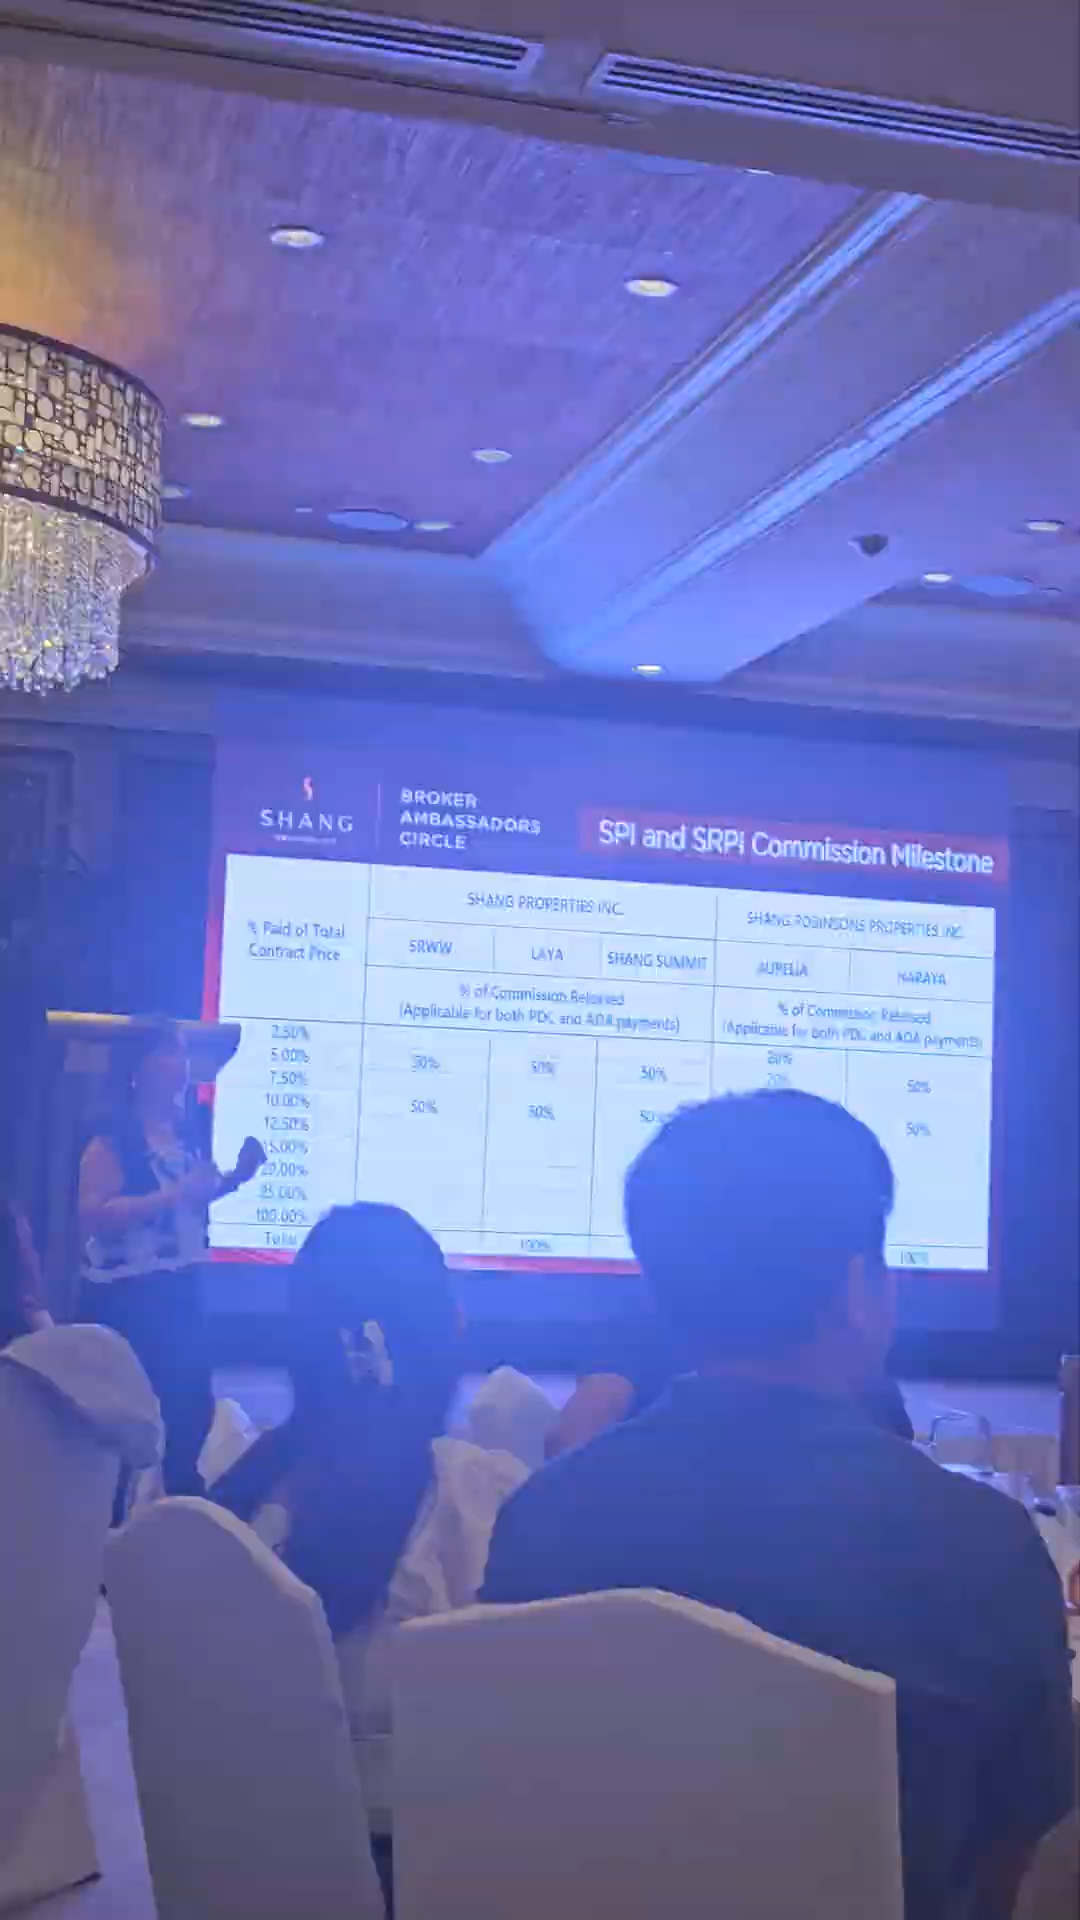 SHANG
BROKER
AMBASSADORS
CIRCLE
SPI and SRPI Commission Milestone
% Paid of Total
Contract Price
SHANG PROPERTIES INC.
SHANG ROBINSONS PROPERTIES INC.
SRWW LAYA SHANG SUMMIT AURELIA HARAYA
% of Commission Released
(Applicable for both PDC and ADA payments)
% of Commission Released
(Applicable for both PDC and ADA payments)
2.50%
5.00% 50% 50% 50% 20%
7.50% 20% 50%
10.00% 50% 50% 50%
12.50% 50%
15.00%
20.00%
100.00%
Total 100% 100%